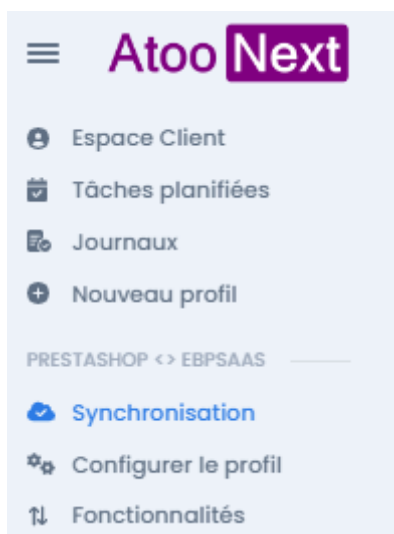 Atoo Next
Espace Client
Tâches planifiées
Journaux
Nouveau profil
PRESTASHOP <> EBPSAAS
Synchronisation
Configurer le profil
Fonctionnalités